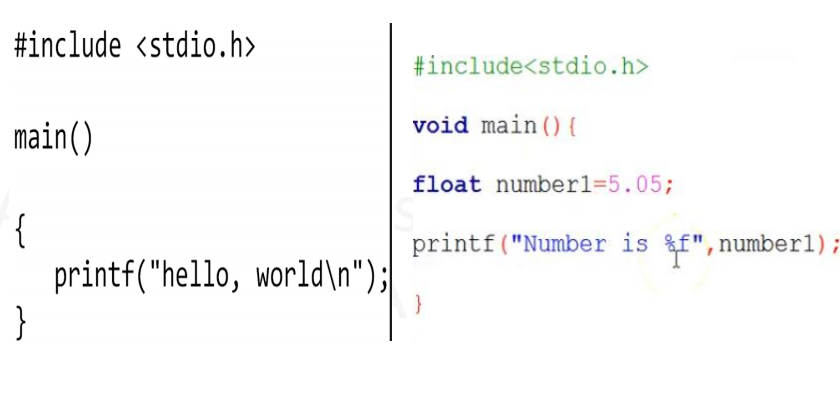 #include <stdio.h>
main()
{
printf("hello, world\n");
}
#include<stdio.h>
void main(){
float number1=5.05;
printf("Number is %f",number1);
}